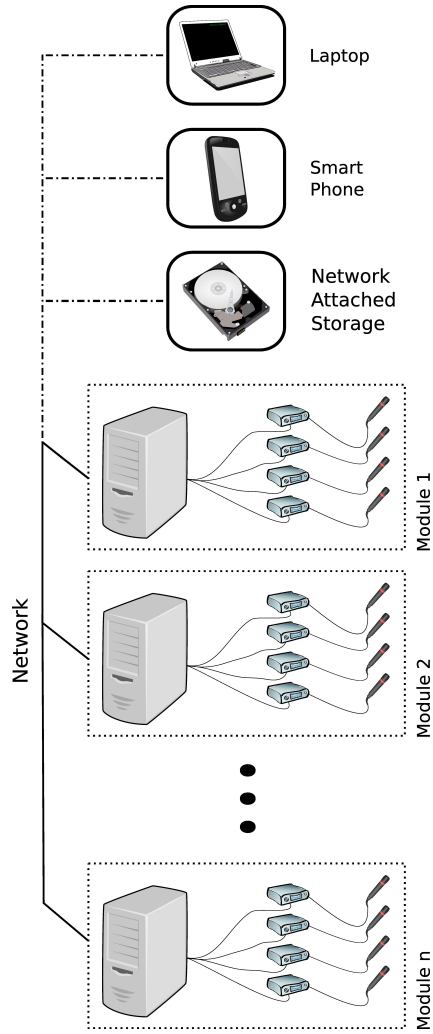 Laptop
Smart
Phone
Network
Attached
Storage
Module 1
Network
Module 2
Module n